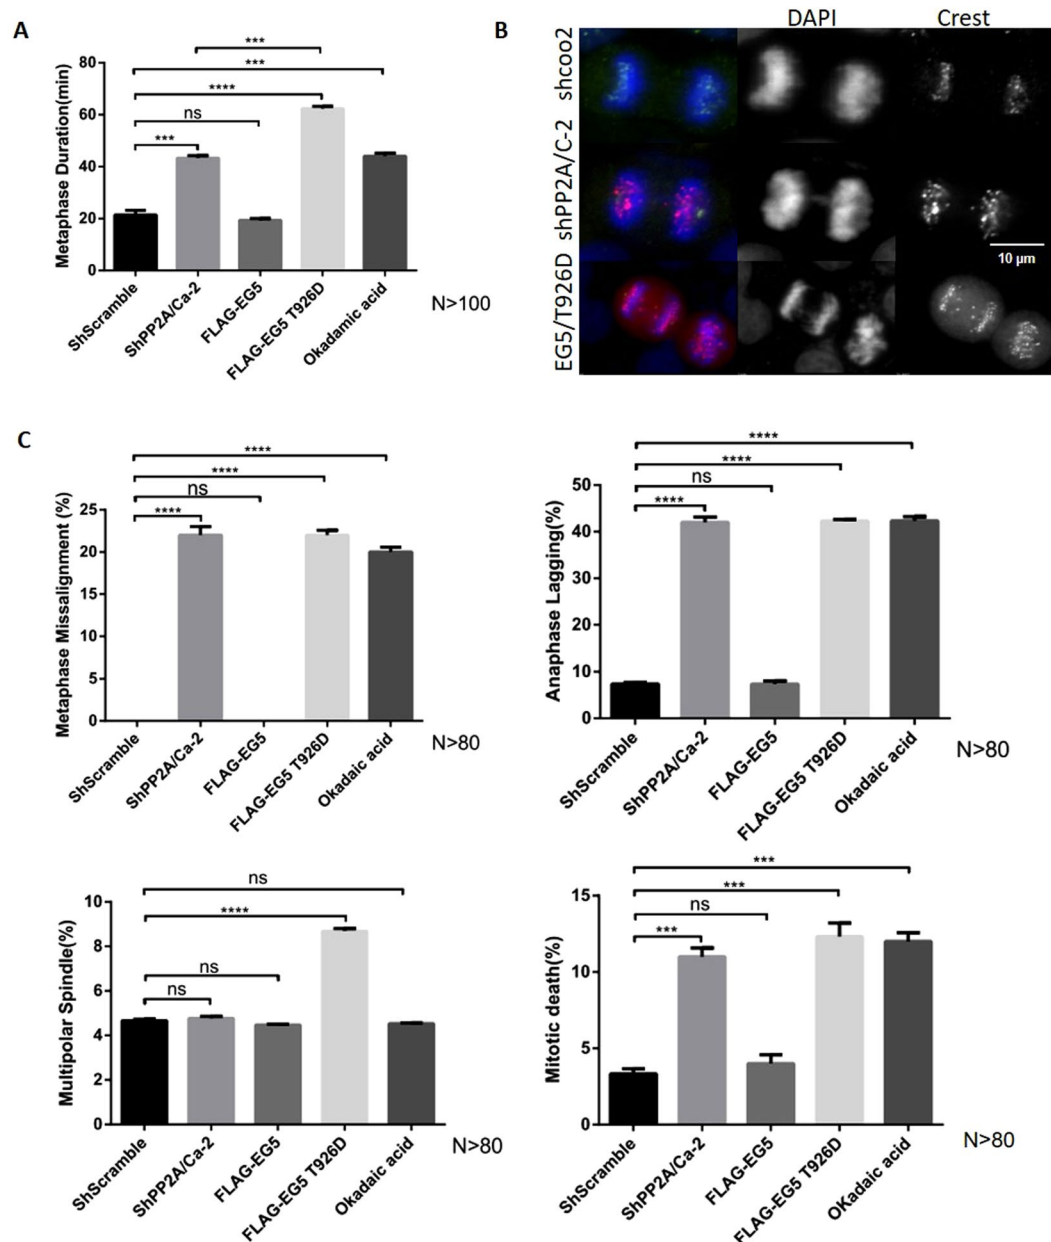 A
***
***
****
ns
***
Metaphase Duration(min)
80
60
40
20
0
ShScramble
ShPP2A/Ca-2
FLAG-EG5
FLAG-EG5 T926D
Okadamic acid
N>100
B
DAPI
Crest
shcoo2
shPP2A/C-2
EG5/T926D
10 µm
C
****
****
ns
****
Metaphase Missalignment (%)
25
20
15
10
5
0
ShScramble
ShPP2A/Ca-2
FLAG-EG5
FLAG-EG5 T926D
Okadaic acid
N>80
****
****
ns
****
Anaphase Lagging(%)
50
40
30
20
10
0
ShScramble
ShPP2A/Ca-2
FLAG-EG5
FLAG-EG5 T926D
Okadaic acid
N>80
ns
****
ns
ns
Multipolar Spindle(%)
10
8
6
4
2
0
ShScramble
ShPP2A/Ca-2
FLAG-EG5
FLAG-EG5 T926D
Okadaic acid
N>80
***
***
ns
***
Mitotic death(%)
15
10
5
0
ShScramble
ShPP2A/Ca-2
FLAG-EG5
FLAG-EG5 T926D
OKadaic acid
N>80